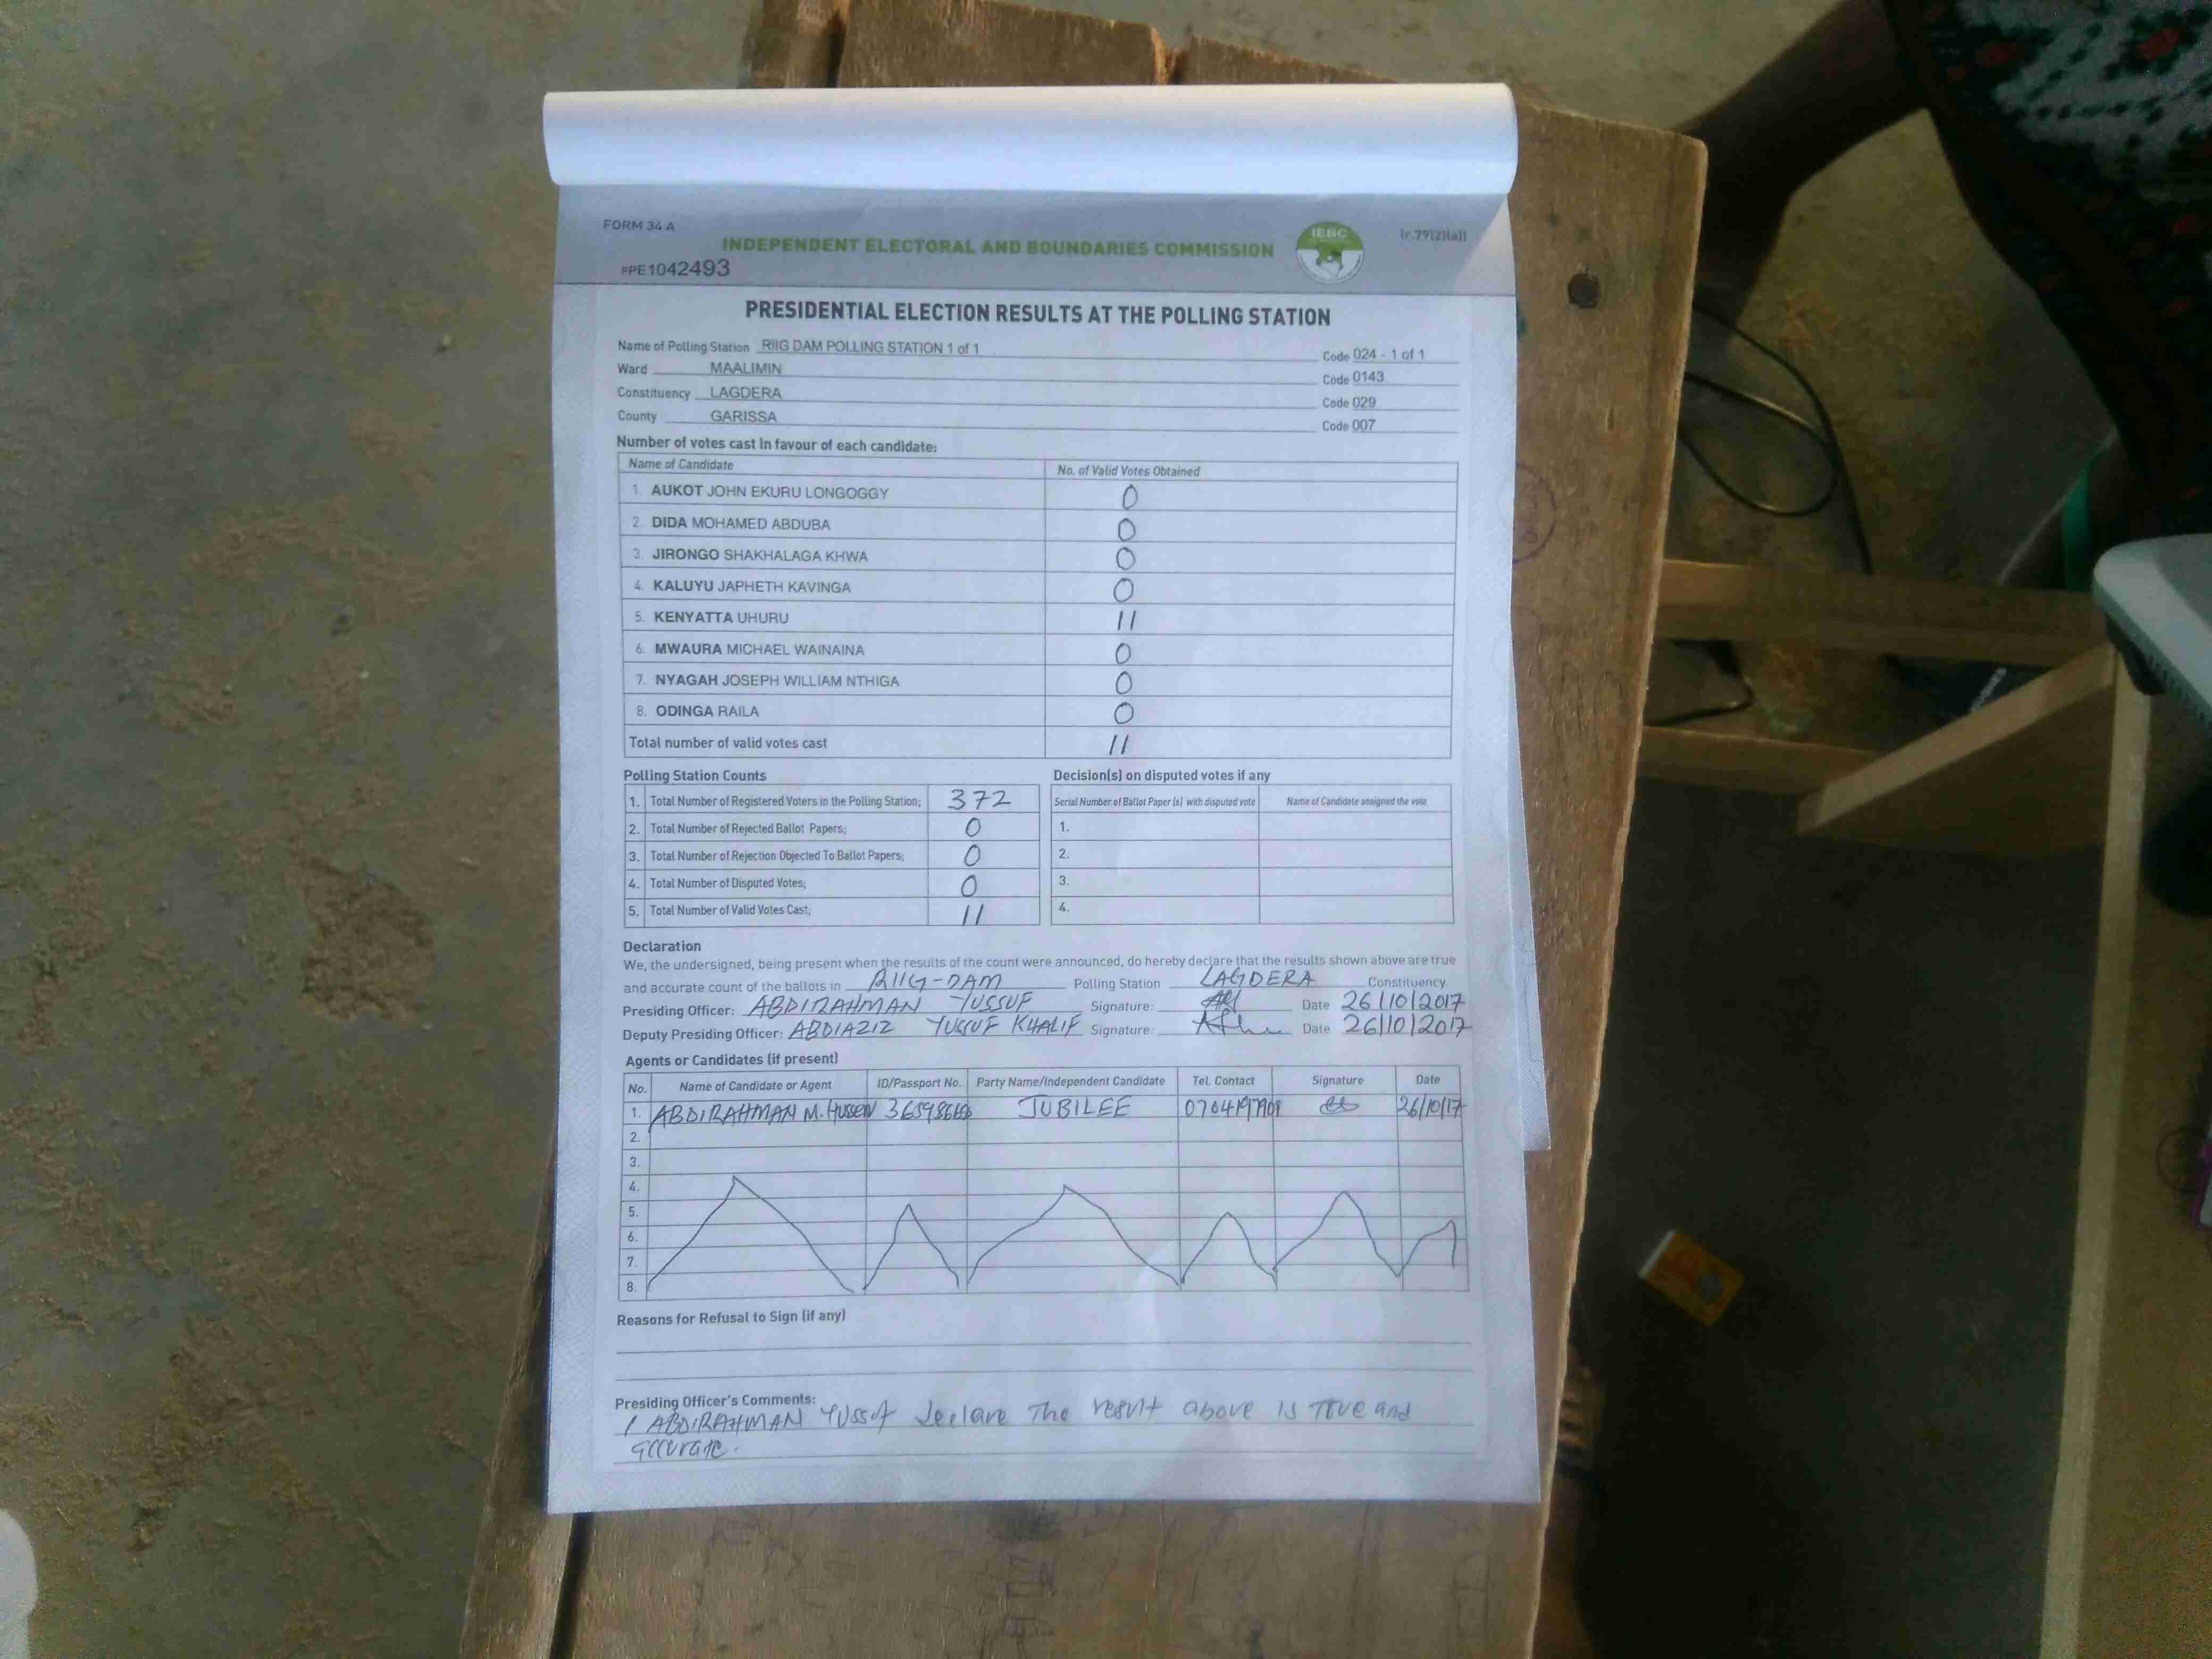 FORM 34 A
INDEPENDENT ELECTORAL AND BOUNDARIES COMMISSION
IEBC
PPE1042493
PRESIDENTIAL ELECTION RESULTS AT THE POLLING STATION
Name of Polling Station RIIG DAM POLLING STATION 1 of 1 Code 024 - 1 of 1
Ward MAALIMIN Code 0143
Constituency LAGDERA Code 029
County GARISSA Code 007
Number of votes cast in favour of each candidate:
Name of Candidate No. of Valid Votes Obtained
1. AUKOT JOHN EKURU LONGOGGY 0
2. DIDA MOHAMED ABDUBA 0
3. JIRONGO SHAKHALAGA KHWA 0
4. KALUYU JAPHETH KAVINGA 0
5. KENYATTA UHURU 11
6. MWAURA MICHAEL WAINAINA 0
7. NYAGAH JOSEPH WILLIAM NTHIGA 0
8. ODINGA RAILA 0
Total number of valid votes cast 11
Polling Station Counts
1. Total Number of Registered Voters in the Polling Station; 372
2. Total Number of Rejected Ballot Papers; 0
3. Total Number of Rejection Objected To Ballot Papers; 0
4. Total Number of Disputed Votes; 0
5. Total Number of Valid Votes Cast; 11
Decision(s) on disputed votes if any
Serial Number of Ballot Paper (s) with disputed vote Name of Candidate assigned the vote
1.
2.
3.
4.
Declaration
We, the undersigned, being present when the results of the count were announced, do hereby declare that the results shown above are true
and accurate count of the ballots in RIIG-DAM Polling Station LAGDERA Constituency
Presiding Officer: ABDIRAHMAN YUSSUF Signature: Date 26/10/2017
Deputy Presiding Officer: ABDIAZIZ YUSSUF KHALIF Signature: Date 26/10/2017
Agents or Candidates (if present)
No. Name of Candidate or Agent ID/Passport No. Party Name/Independent Candidate Tel. Contact Signature Date
1. ABDIRAHMAN M. HUSSEIN JUBILEE 26/10/17
2.
3.
4.
5.
6.
7.
8.
Reasons for Refusal to Sign (if any)
Presiding Officer's Comments:
I ABDIRAHMAN Yussuf declare The result above is True and
accurate.